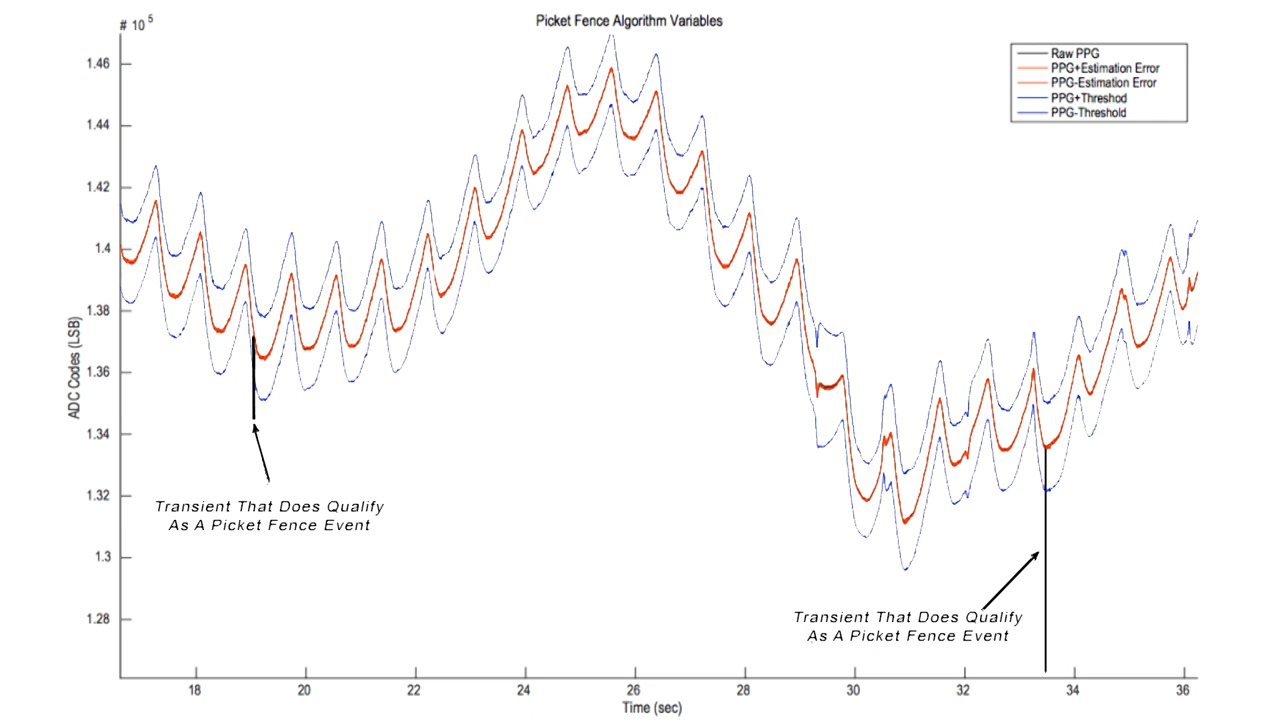 Picket Fence Algorithm Variables
# 10 5
Raw PPG
PPG+Estimation Error
PPG-Estimation Error
PPG+Threshod
PPG-Threshold
1.46
1.44
1.42
1.4
1.38
1.36
1.34
1.32
1.3
1.28
ADC Codes (LSB)
Transient That Does Qualify
As A Picket Fence Event
Transient That Does Qualify
As A Picket Fence Event
18 20 22 24 26 28 30 32 34 36
Time (sec)